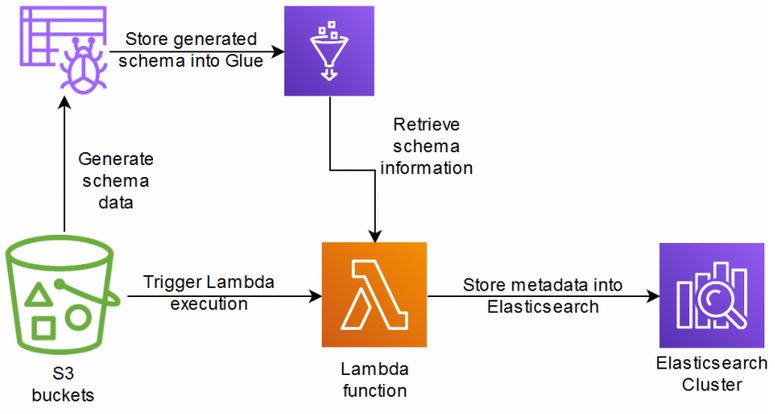 Store generated
schema into Glue
Retrieve
schema
information
Generate
schema
data
Trigger Lambda
execution
Store metadata into
Elasticsearch
S3
buckets
Lambda
function
Elasticsearch
Cluster